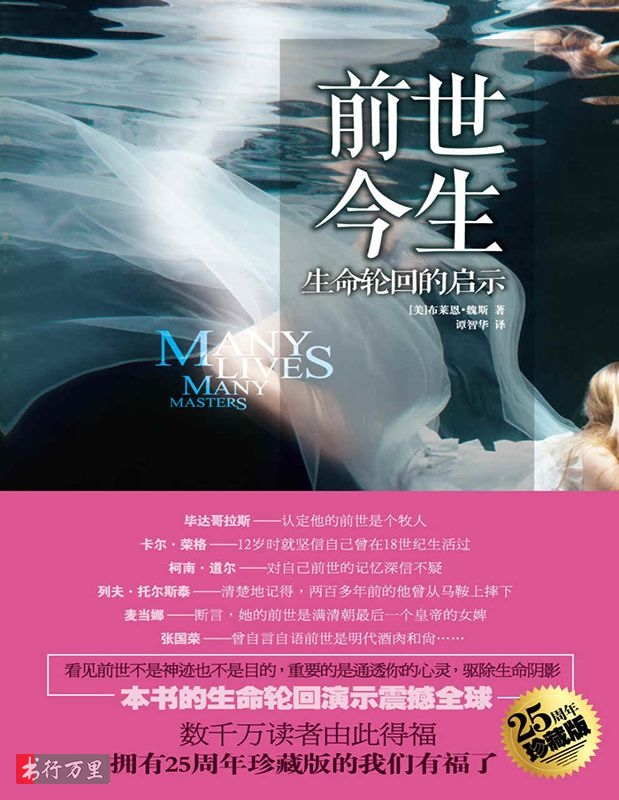 前世
今生
生命轮回的启示
[美]布莱恩·魏斯 著
谭智华 译
MANY
LIVES
MANY
MASTERS
毕达哥拉斯——认定他的前世是个牧人
卡尔·荣格——12岁时就坚信自己曾在18世纪生活过
柯南·道尔——对自己前世的记忆深信不疑
列夫·托尔斯泰——清楚地记得，两百多年前的他曾从马鞍上摔下
麦当娜——断言，她的前世是满清朝最后一个皇帝的女婢
张国荣——曾自言自语前世是明代酒肉和尚……
看见前世不是神迹也不是目的，重要的是通透你的心灵，驱除生命阴影
本书的生命轮回演示震撼全球
数千万读者由此得福
拥有25周年珍藏版的我们有福了
25周年
珍藏版
书行万里